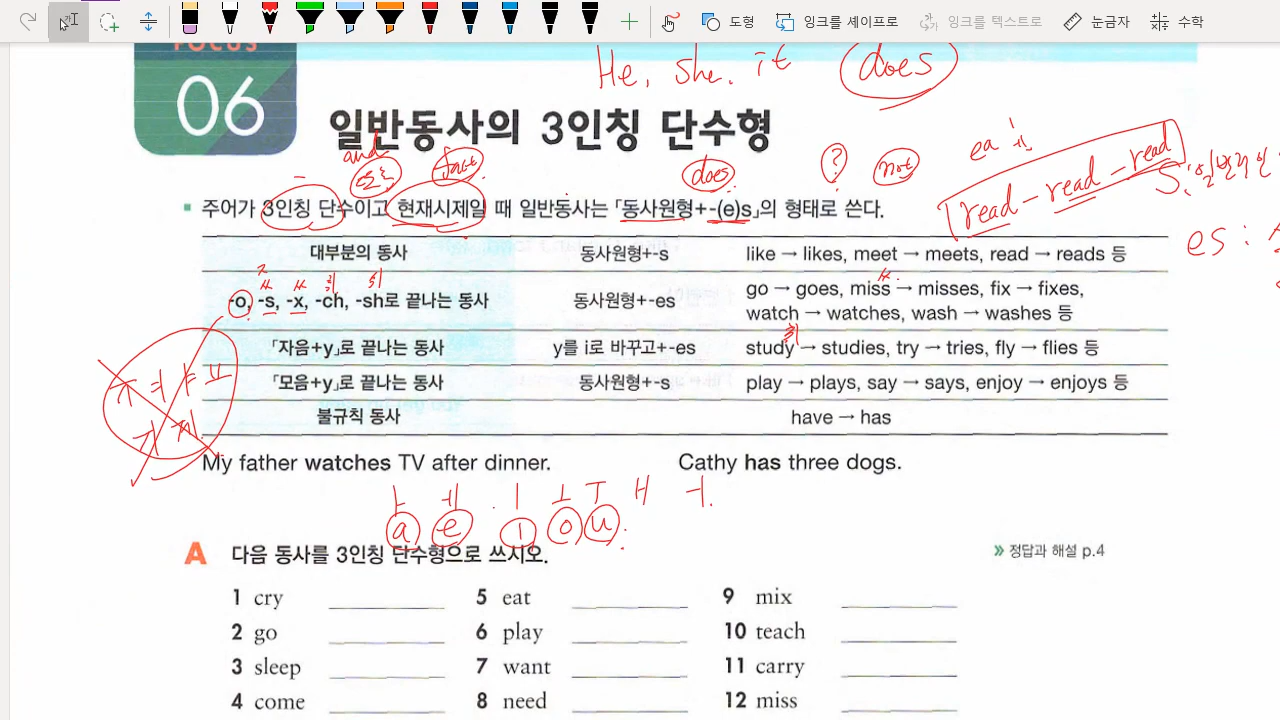 도형 잉크를 셰이프로 잉크를 텍스트로 눈금자 수학
FOCUS
06
He, she. it does
일반동사의 3인칭 단수형
and fact does ? not
read - read - read
주어가 3인칭 단수이고 현재시제일 때 일반동사는 「동사원형+-(e)s」의 형태로 쓴다.
es :
대부분의 동사 동사원형+-s like → likes, meet → meets, read → reads 등
-o, -s, -x, -ch, -sh로 끝나는 동사 동사원형+-es go → goes, miss → misses, fix → fixes,
watch → watches, wash → washes 등
「자음+y」로 끝나는 동사 y를 i로 바꾸고+-es study → studies, try → tries, fly → flies 등
「모음+y」로 끝나는 동사 동사원형+-s play → plays, say → says, enjoy → enjoys 등
불규칙 동사 have → has
My father watches TV after dinner. Cathy has three dogs.
ㅏ ㅔ ㅣ ㅗ ㅜ ㅐ ㅓ
a e i o u
A 다음 동사를 3인칭 단수형으로 쓰시오. 정답과 해설 p.4
1 cry 5 eat 9 mix
2 go 6 play 10 teach
3 sleep 7 want 11 carry
4 come 8 need 12 miss